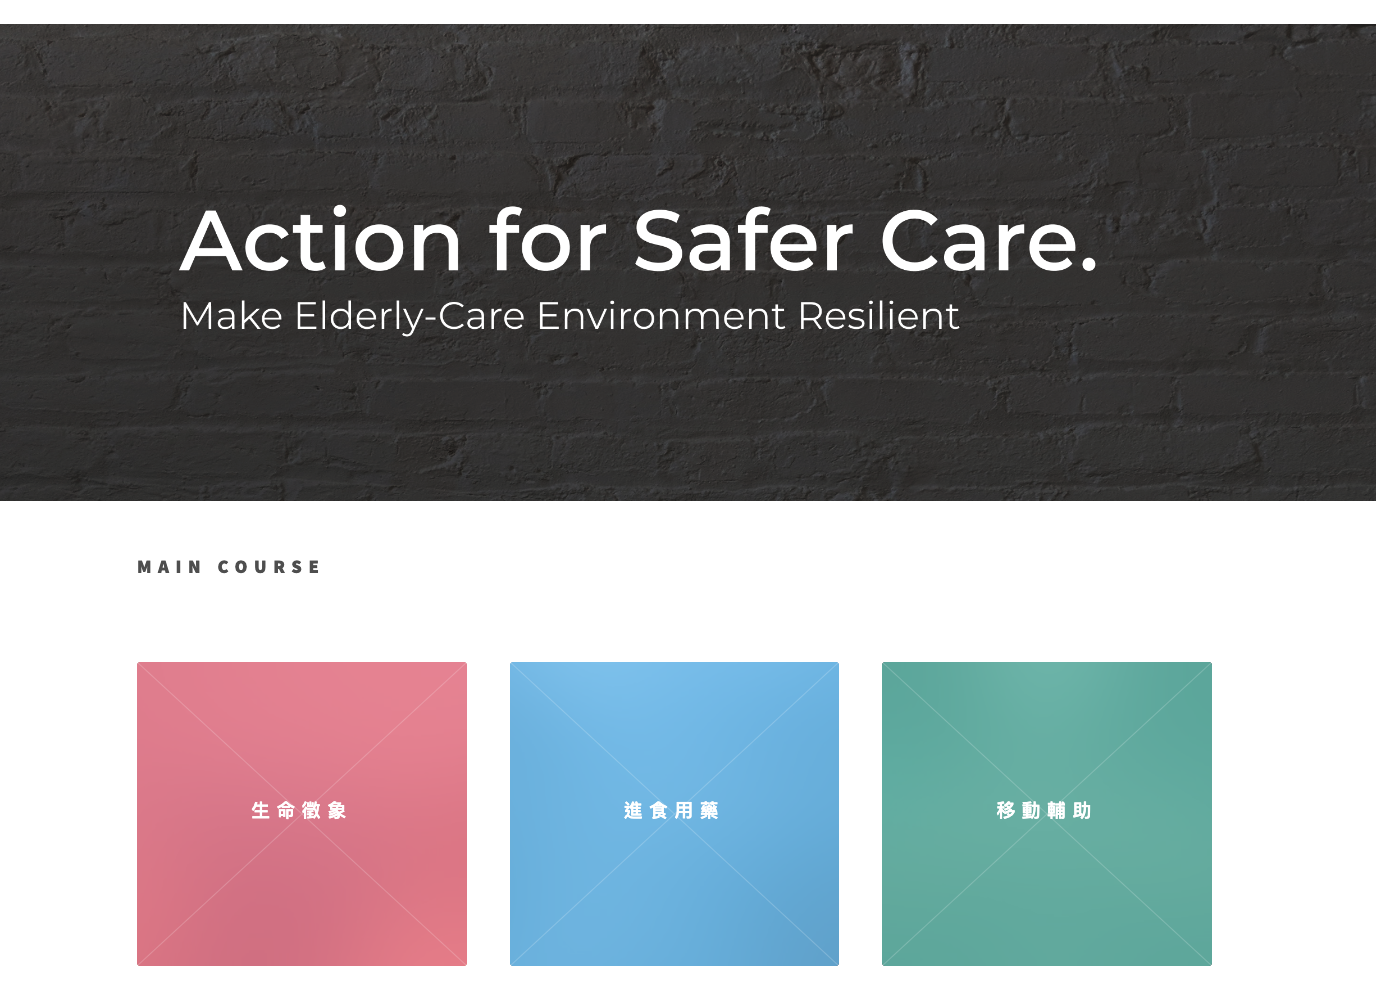 Action for Safer Care.
Make Elderly-Care Environment Resilient
MAIN COURSE
生命徵象
進食用藥
移動輔助